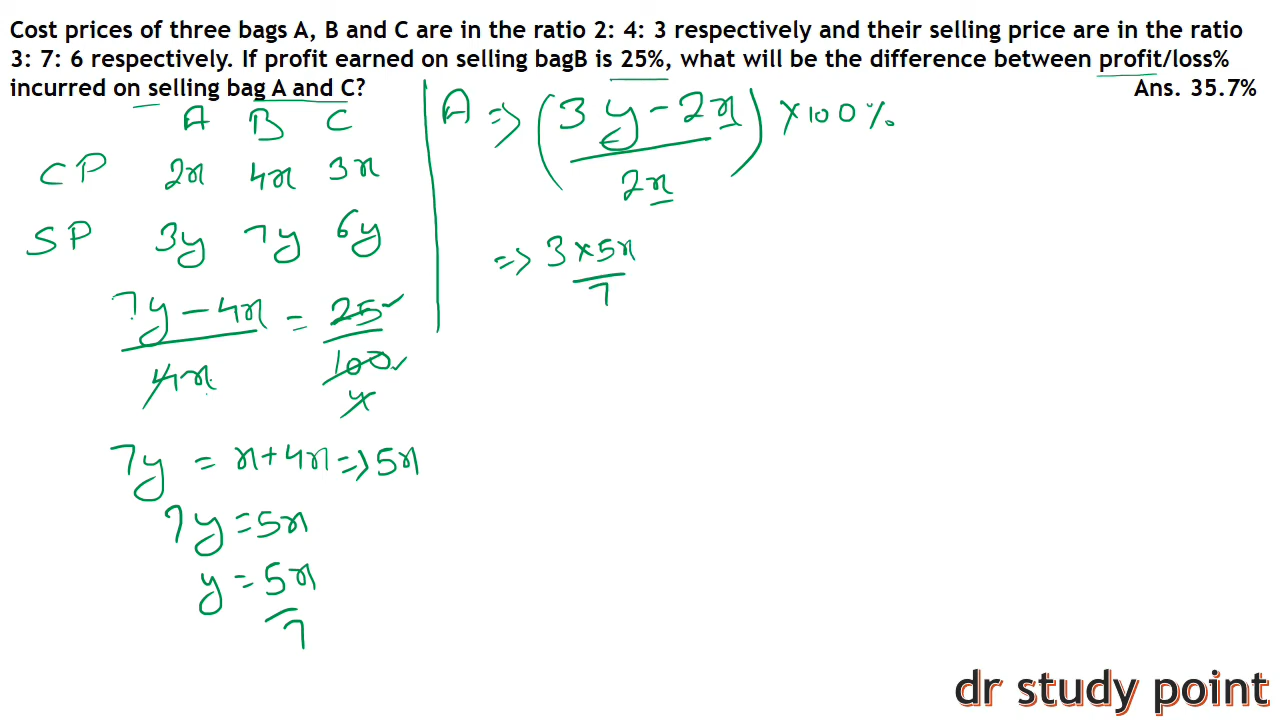 Cost prices of three bags A, B and C are in the ratio 2: 4: 3 respectively and their selling price are in the ratio
3: 7: 6 respectively. If profit earned on selling bagB is 25%, what will be the difference between profit/loss%
incurred on selling bag A and C? Ans. 35.7%
A B C
CP 2x 4x 3x
SP 3y 7y 6y
7y - 4x / 4x = 25 / 100 4
7y = x + 4x => 5x
7y = 5x
y = 5x / 7
A => (3y - 2x / 2x) × 100%
=> 3 × 5x / 7
dr study point